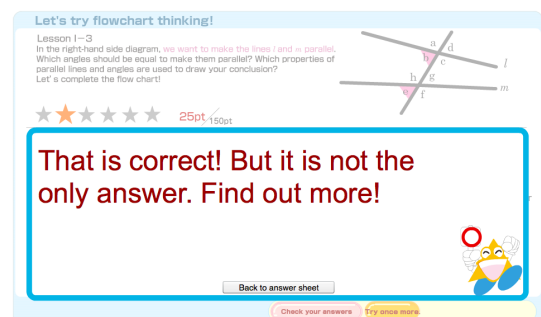 Let's try flowchart thinking!
Lesson I-3
In the right-hand side diagram, we want to make the lines l and m parallel.
Which angles should be equal to make them parallel? Which properties of
parallel lines and angles are used to draw your conclusion?
Let's complete the flow chart!
a
d
b
c
l
h
g
m
e
f
25pt/150pt
That is correct! But it is not the
only answer. Find out more!
Back to answer sheet
Check your answers
Try once more.